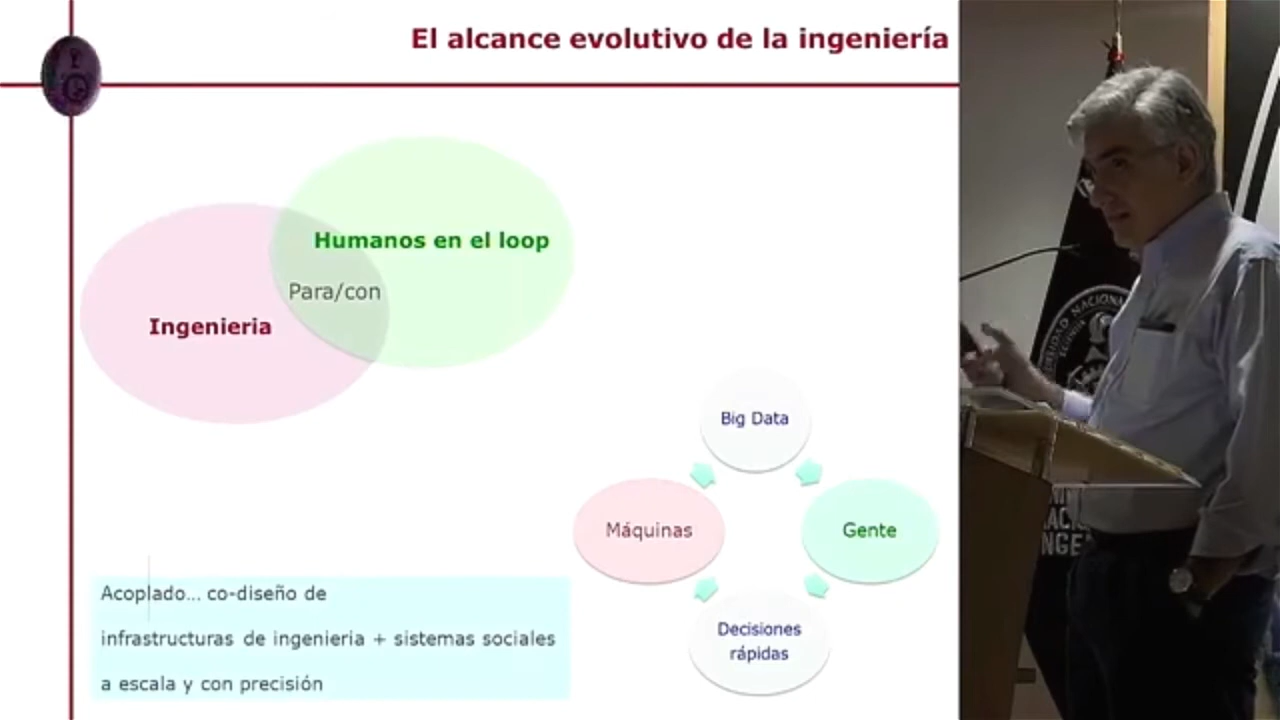 El alcance evolutivo de la ingeniería
Humanos en el loop
Para/con
Ingenieria
Big Data
Máquinas
Gente
Decisiones
rápidas
Acoplado... co-diseño de
infrastructuras de ingenieria + sistemas sociales
a escala y con precisión